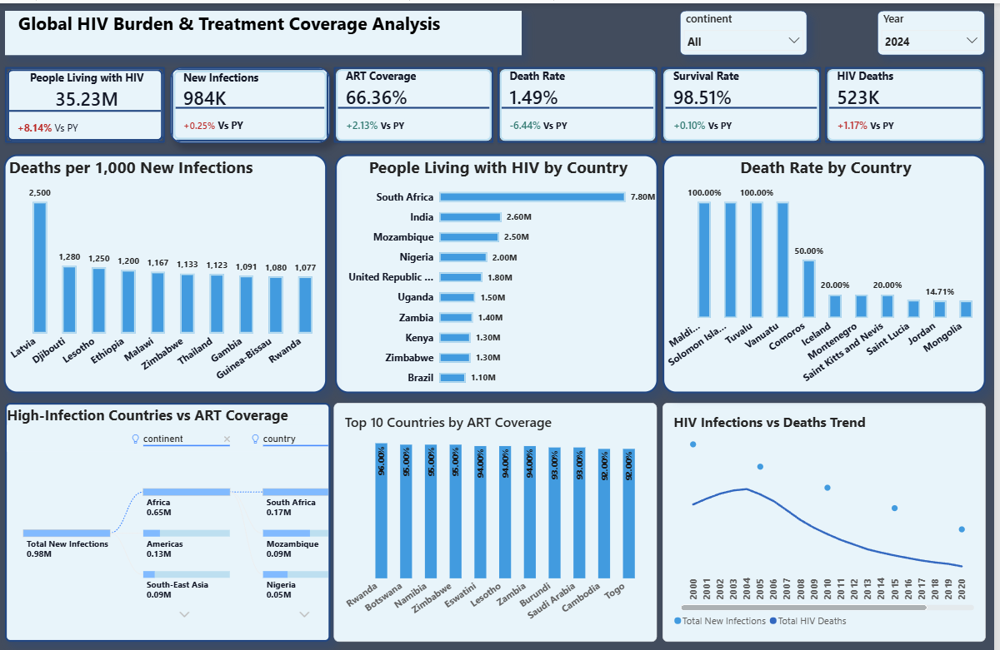 Global HIV Burden & Treatment Coverage Analysis
continent
All
Year
2024
People Living with HIV
35.23M
+8.14% Vs PY
New Infections
984K
+0.25% Vs PY
ART Coverage
66.36%
+2.13% Vs PY
Death Rate
1.49%
-6.44% Vs PY
Survival Rate
98.51%
+0.10% Vs PY
HIV Deaths
523K
+1.17% Vs PY
Deaths per 1,000 New Infections
2,500
1,280
1,250
1,200
1,167
1,133
1,123
1,091
1,080
1,077
Latvia
Djibouti
Lesotho
Ethiopia
Malawi
Zimbabwe
Thailand
Gambia
Guinea-Bissau
Rwanda
People Living with HIV by Country
South Africa 7.80M
India 2.60M
Mozambique 2.50M
Nigeria 2.00M
United Republic ... 1.80M
Uganda 1.50M
Zambia 1.40M
Kenya 1.30M
Zimbabwe 1.30M
Brazil 1.10M
Death Rate by Country
100.00%
100.00%
50.00%
20.00%
20.00%
14.71%
Maldi...
Solomon Isla...
Tuvalu
Vanuatu
Comoros
Iceland
Montenegro
Saint Kitts and Nevis
Saint Lucia
Jordan
Mongolia
High-Infection Countries vs ART Coverage
continent
country
Total New Infections
0.98M
Africa
0.65M
Americas
0.13M
South-East Asia
0.09M
South Africa
0.17M
Mozambique
0.09M
Nigeria
0.05M
Top 10 Countries by ART Coverage
96.00%
95.00%
95.00%
95.00%
94.00%
94.00%
94.00%
93.00%
93.00%
92.00%
92.00%
Rwanda
Botswana
Namibia
Zimbabwe
Eswatini
Lesotho
Zambia
Burundi
Saudi Arabia
Cambodia
Togo
HIV Infections vs Deaths Trend
2000
2001
2002
2003
2004
2005
2006
2007
2008
2009
2010
2011
2012
2013
2014
2015
2016
2017
2018
2019
2020
Total New Infections
Total HIV Deaths